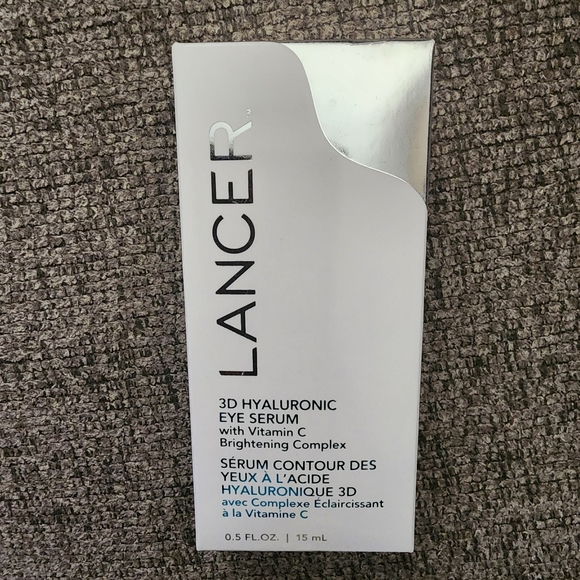 LANCER™
3D HYALURONIC
EYE SERUM
with Vitamin C
Brightening Complex
SÉRUM CONTOUR DES
YEUX À L'ACIDE
HYALURONIQUE 3D
avec Complexe Éclaircissant
à la Vitamine C
0.5 FL.OZ. | 15 mL